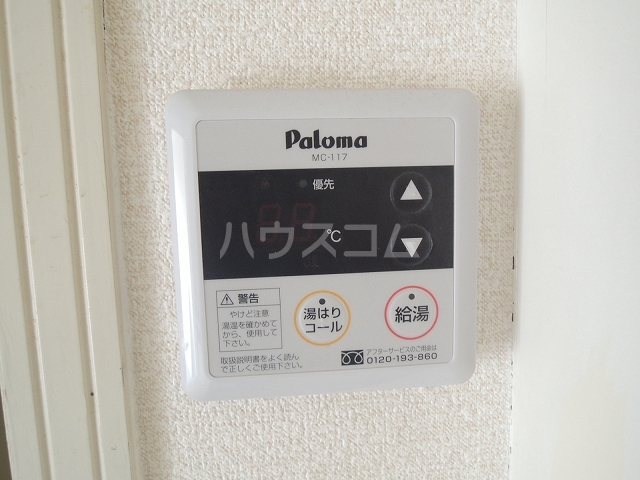 Paloma
MC-117
優先
ハウスコム
℃
▲
▼
⚠ 警告
やけど注意
湯温を確かめて
から、使用して
下さい。
取扱説明書をよく読ん
で正しくご使用下さい。
湯はり
コール
給湯
アフターサービスのご用命は
0120-193-860